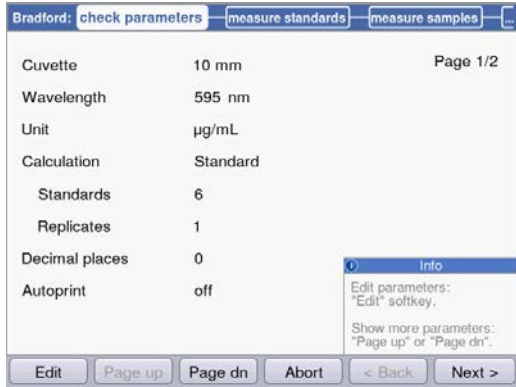 Bradford: check parameters measure standards measure samples ...
Page 1/2
Cuvette 10 mm
Wavelength 595 nm
Unit µg/mL
Calculation Standard
Standards 6
Replicates 1
Decimal places 0
Autoprint off
Info
Edit parameters:
"Edit" softkey.
Show more parameters:
"Page up" or "Page dn".
Edit Page up Page dn Abort < Back Next >